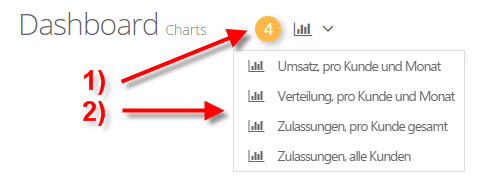 Dashboard Charts 4
1)
2)
Umsatz, pro Kunde und Monat
Verteilung, pro Kunde und Monat
Zulassungen, pro Kunde gesamt
Zulassungen, alle Kunden